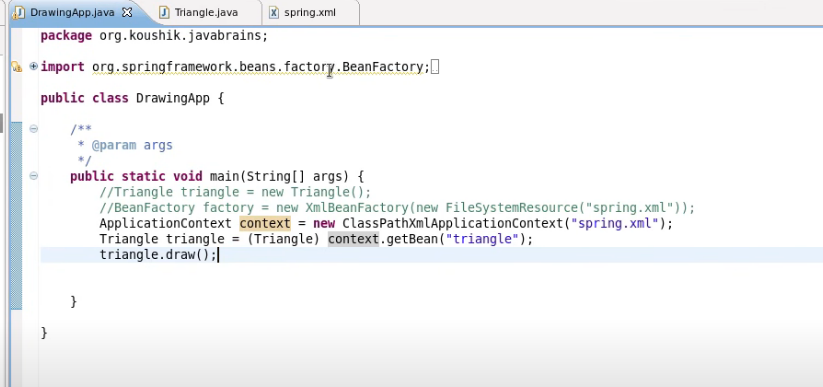 DrawingApp.java
Triangle.java
spring.xml
package org.koushik.javabrains;
import org.springframework.beans.factory.BeanFactory;
public class DrawingApp {
/**
* @param args
*/
public static void main(String[] args) {
//Triangle triangle = new Triangle();
//BeanFactory factory = new XmlBeanFactory(new FileSystemResource("spring.xml"));
ApplicationContext context = new ClassPathXmlApplicationContext("spring.xml");
Triangle triangle = (Triangle) context.getBean("triangle");
triangle.draw();
}
}